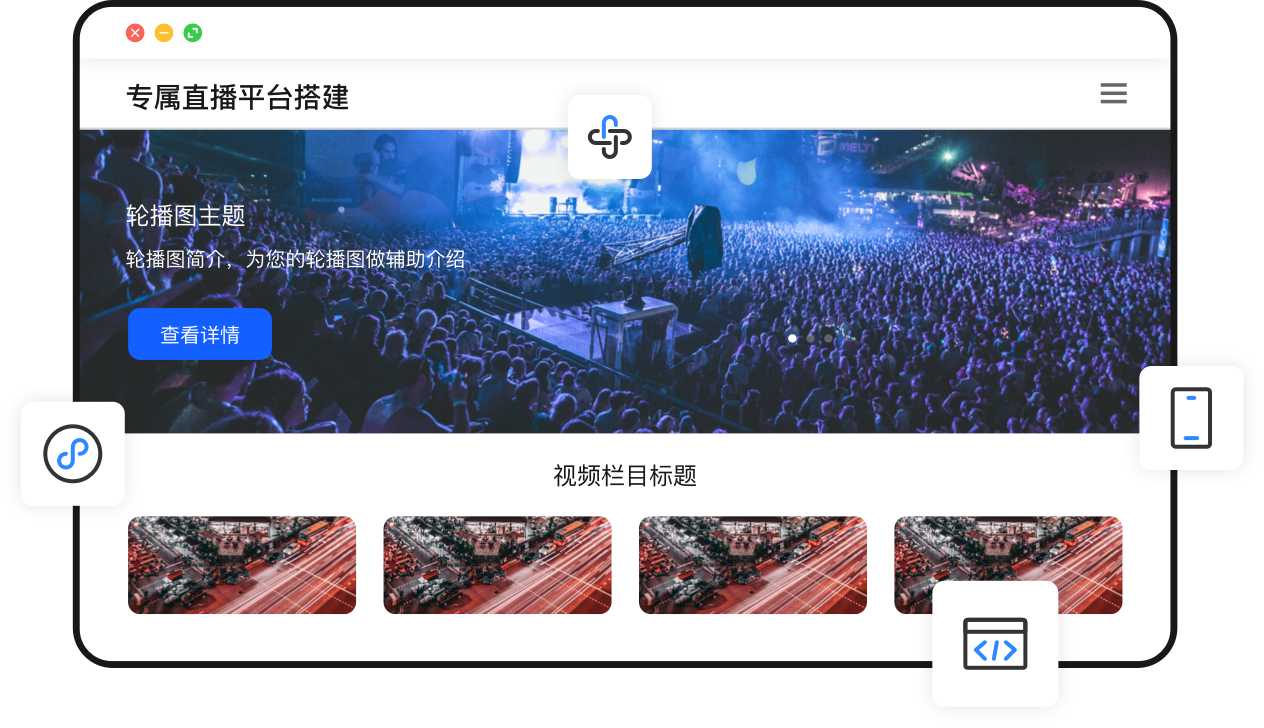 专属直播平台搭建
轮播图主题
轮播图简介，为您的轮播图做辅助介绍
查看详情
视频栏目标题